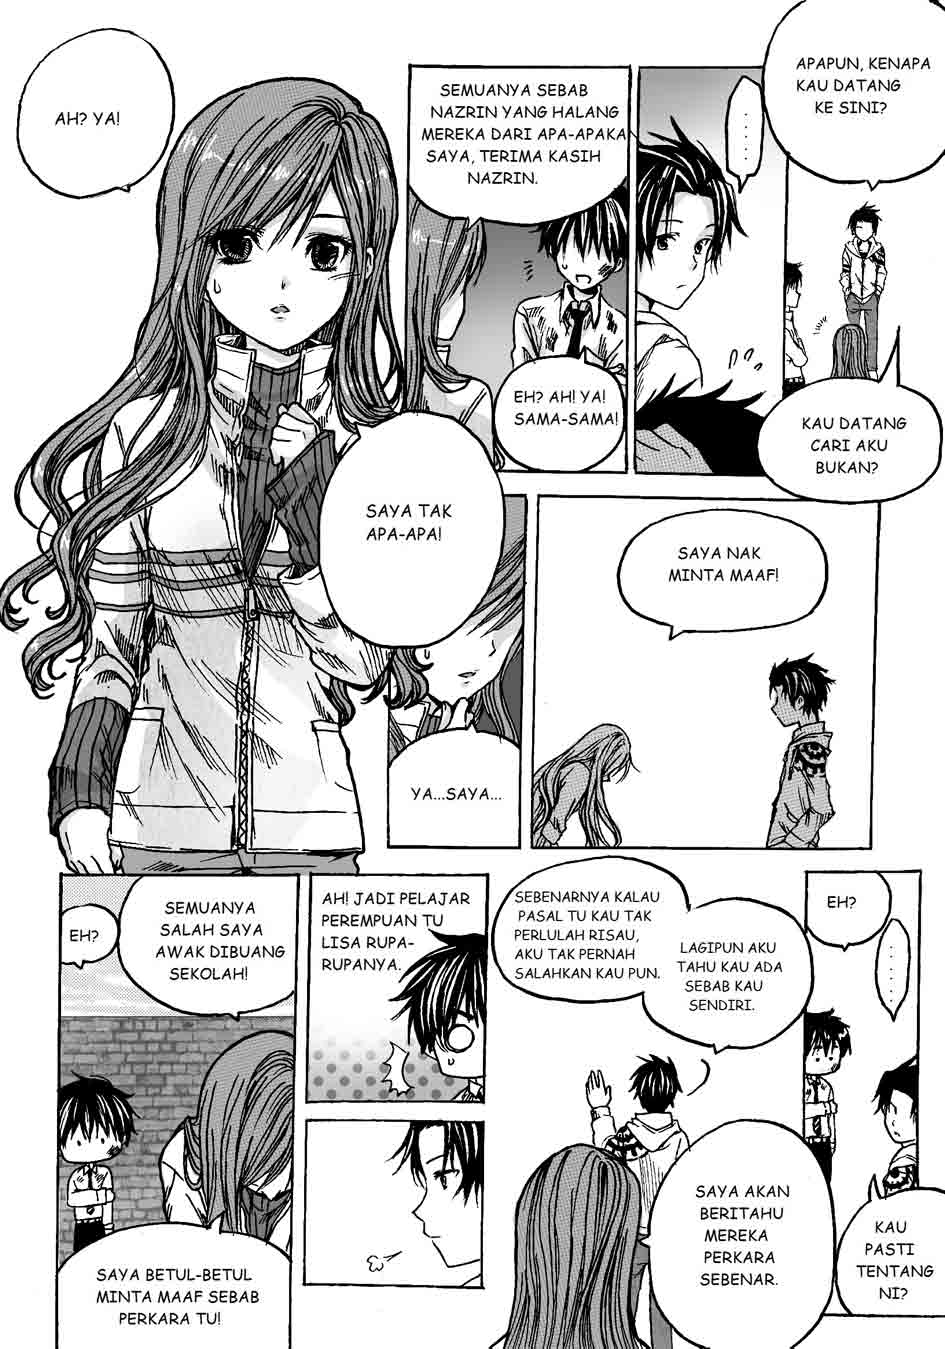 AH? YA!
SAYA TAK
APA-APA!
SEMUANYA SEBAB
NAZRIN YANG HALANG
MEREKA DARI APA-APAKA
SAYA, TERIMA KASIH
NAZRIN.
EH? AH! YA!
SAMA-SAMA!
......
APAPUN, KENAPA
KAU DATANG
KE SINI?
KAU DATANG
CARI AKU
BUKAN?
YA...SAYA...
SAYA NAK
MINTA MAAF!
SEMUANYA
SALAH SAYA
AWAK DIBUANG
SEKOLAH!
EH?
SAYA BETUL-BETUL
MINTA MAAF SEBAB
PERKARA TU!
AH! JADI PELAJAR
PEREMPUAN TU
LISA RUPA-
RUPANYA.
SEBENARNYA KALAU
PASAL TU KAU TAK
PERLULAH RISAU,
AKU TAK PERNAH
SALAHKAN KAU PUN.
LAGIPUN AKU
TAHU KAU ADA
SEBAB KAU
SENDIRI.
SAYA AKAN
BERITAHU
MEREKA
PERKARA
SEBENAR.
EH?
......
KAU
PASTI
TENTANG
NI?